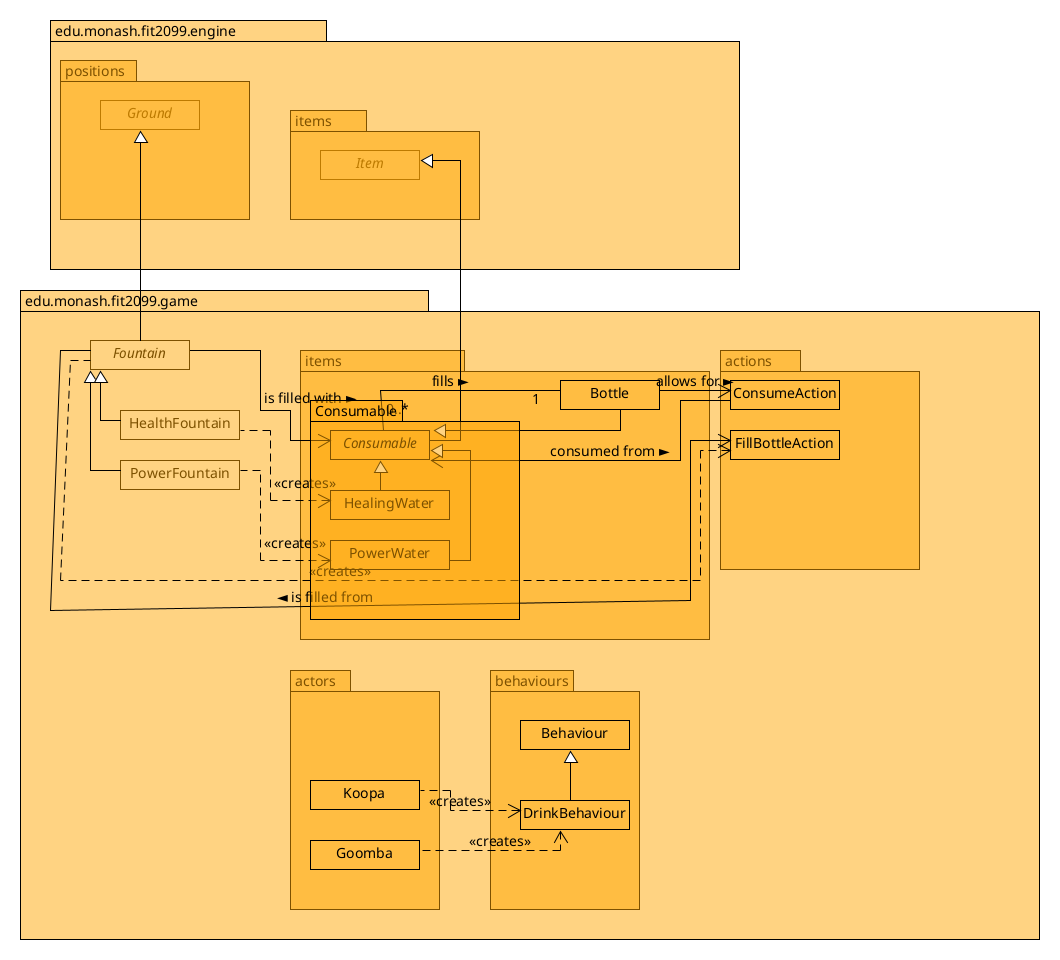 edu.monash.fit2099.engine
positions
Ground
items
Item
edu.monash.fit2099.game
Fountain
items
actions
fills ►
allows for ►
is filled with ►
Bottle
ConsumeAction
1
Consumable
0..*
HealthFountain
Consumable
FillBottleAction
consumed from ►
PowerFountain
«creates»
HealingWater
«creates»
PowerWater
«creates»
◄ is filled from
actors
behaviours
Behaviour
Koopa
«creates»
DrinkBehaviour
«creates»
Goomba